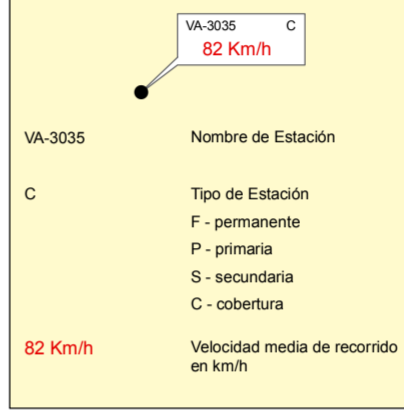 VA-3035 C
82 Km/h
VA-3035 Nombre de Estación
C Tipo de Estación
F - permanente
P - primaria
S - secundaria
C - cobertura
82 Km/h Velocidad media de recorrido
en km/h